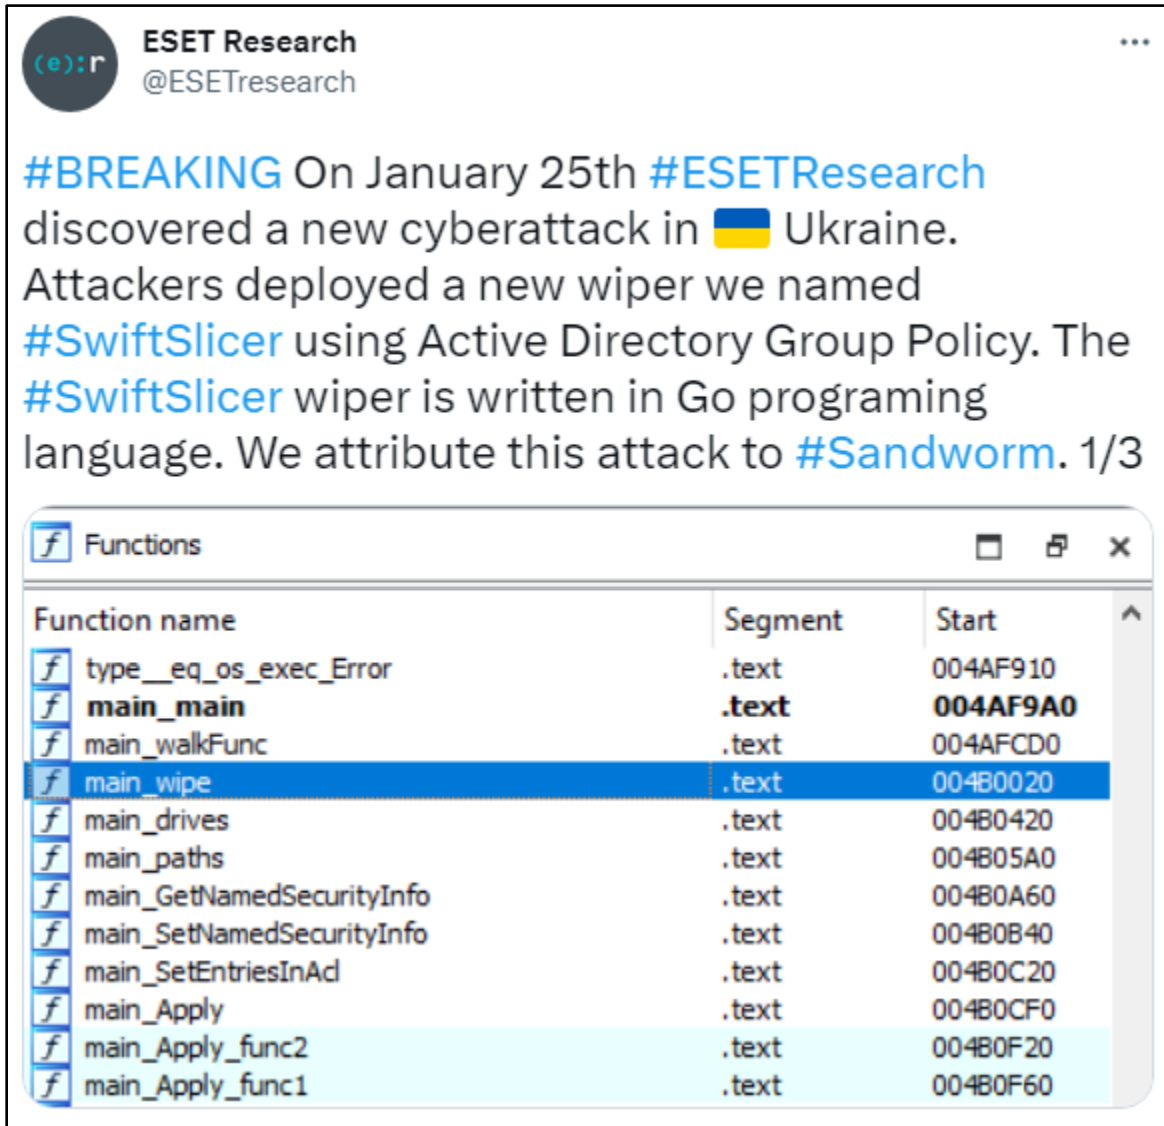 (e):r
ESET Research
@ESETresearch
#BREAKING On January 25th #ESETResearch
discovered a new cyberattack in 🇺🇦 Ukraine.
Attackers deployed a new wiper we named
#SwiftSlicer using Active Directory Group Policy. The
#SwiftSlicer wiper is written in Go programing
language. We attribute this attack to #Sandworm. 1/3
f Functions
Function name Segment Start
f type__eq_os_exec_Error .text 004AF910
f main_main .text 004AF9A0
f main_walkFunc .text 004AFCD0
f main_wipe .text 004B0020
f main_drives .text 004B0420
f main_paths .text 004B05A0
f main_GetNamedSecurityInfo .text 004B0A60
f main_SetNamedSecurityInfo .text 004B0B40
f main_SetEntriesInAcl .text 004B0C20
f main_Apply .text 004B0CF0
f main_Apply_func2 .text 004B0F20
f main_Apply_func1 .text 004B0F60